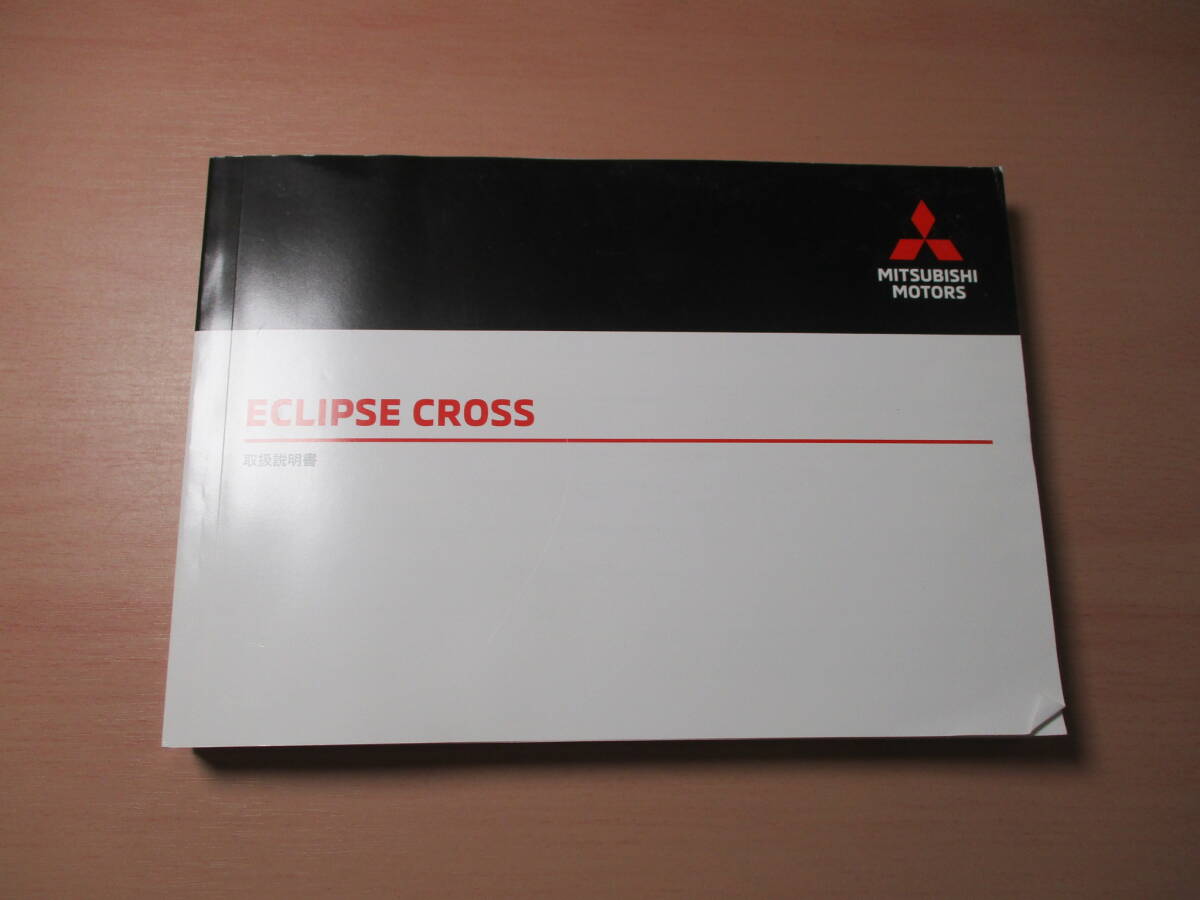 MITSUBISHI
MOTORS
ECLIPSE CROSS
取扱説明書